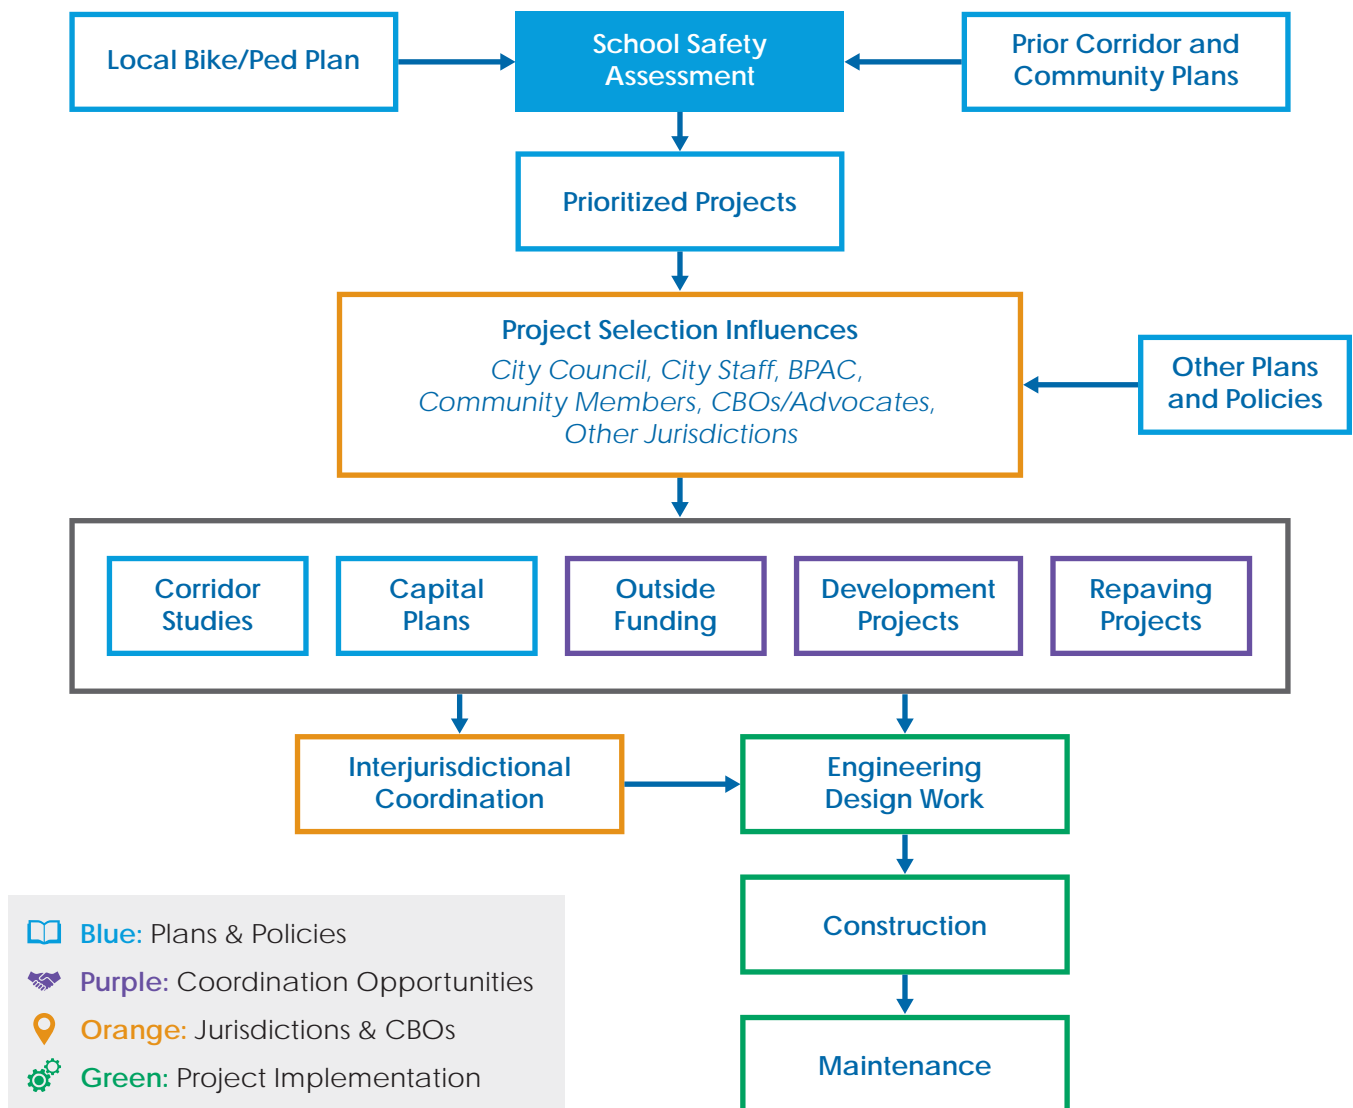 Local Bike/Ped Plan
School Safety
Assessment
Prior Corridor and
Community Plans
Prioritized Projects
Project Selection Influences
City Council, City Staff, BPAC,
Community Members, CBOs/Advocates,
Other Jurisdictions
Other Plans
and Policies
Corridor
Studies
Capital
Plans
Outside
Funding
Development
Projects
Repaving
Projects
Interjurisdictional
Coordination
Engineering
Design Work
Construction
Maintenance
Blue: Plans & Policies
Purple: Coordination Opportunities
Orange: Jurisdictions & CBOs
Green: Project Implementation